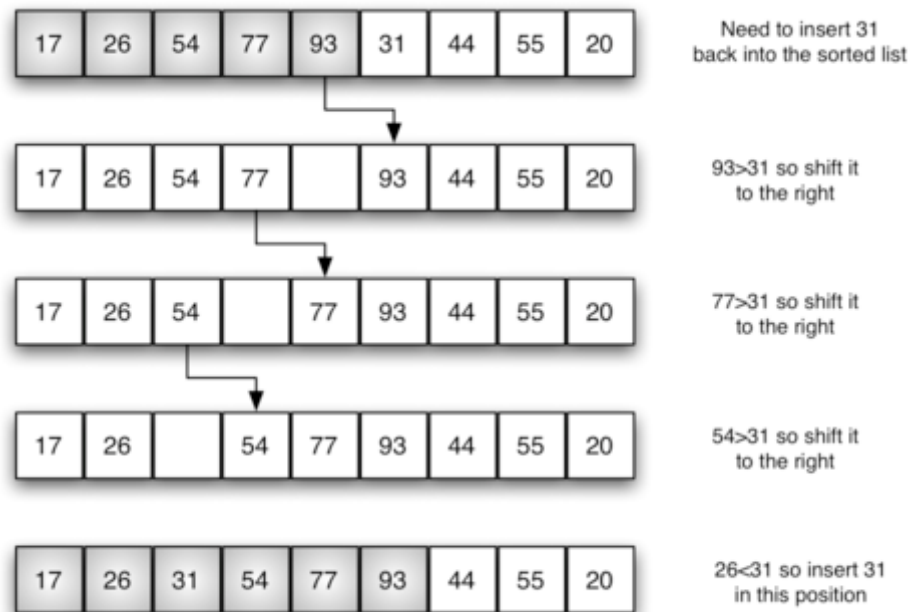 17 26 54 77 93 31 44 55 20
Need to insert 31
back into the sorted list
17 26 54 77 93 44 55 20
93>31 so shift it
to the right
17 26 54 77 93 44 55 20
77>31 so shift it
to the right
17 26 54 77 93 44 55 20
54>31 so shift it
to the right
17 26 31 54 77 93 44 55 20
26<31 so insert 31
in this position